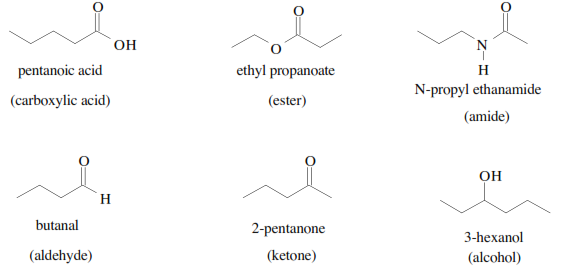 O
OH
pentanoic acid
(carboxylic acid)
O
O
ethyl propanoate
(ester)
O
N
H
N-propyl ethanamide
(amide)
O
H
butanal
(aldehyde)
O
2-pentanone
(ketone)
OH
3-hexanol
(alcohol)